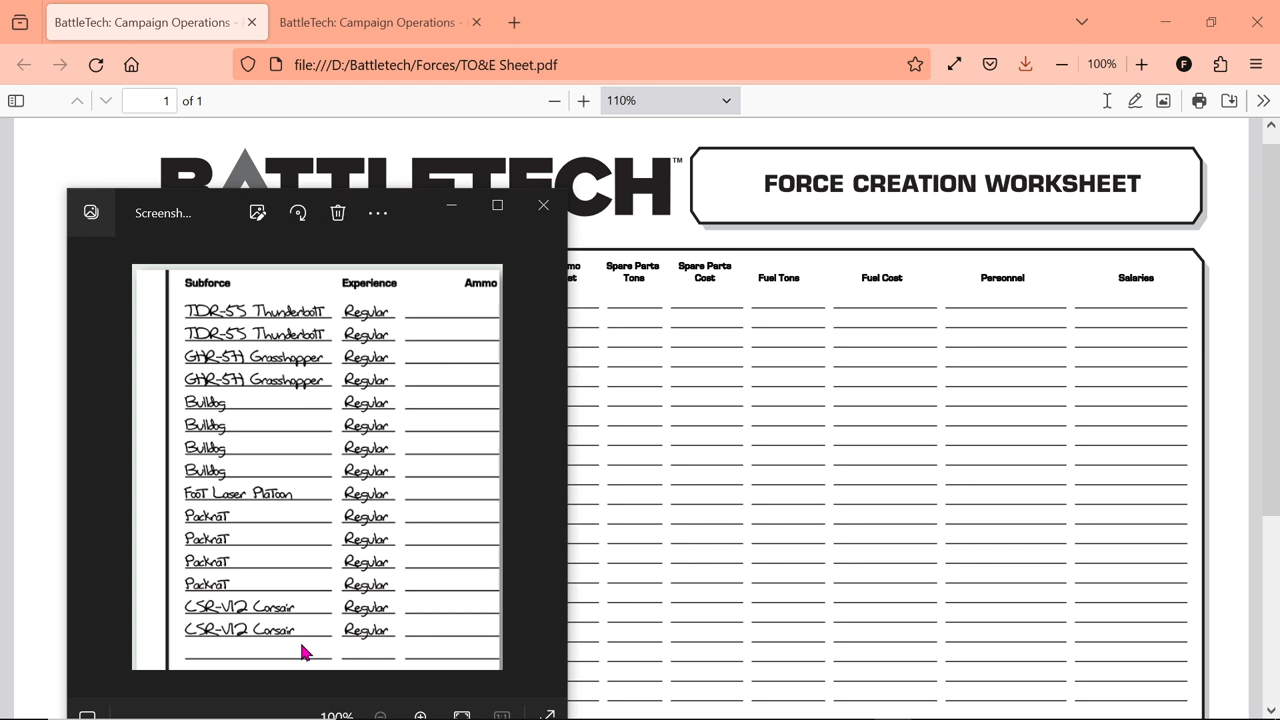 BattleTech: Campaign Operations -
BattleTech: Campaign Operations -
file:///D:/Battletech/Forces/TO&E Sheet.pdf
100%
F
1 of 1
110%
BATTLETECH™
FORCE CREATION WORKSHEET
Screensh...
Spare Parts Tons
Spare Parts Cost
Fuel Tons
Fuel Cost
Personnel
Salaries
Subforce Experience Ammo
TDR-5S Thunderbolt Regular
TDR-5S Thunderbolt Regular
GHR-5H Grasshopper Regular
GHR-5H Grasshopper Regular
Bulldog Regular
Bulldog Regular
Bulldog Regular
Bulldog Regular
Foot Laser Platoon Regular
Packrat Regular
Packrat Regular
Packrat Regular
Packrat Regular
CSR-V12 Corsair Regular
CSR-V12 Corsair Regular
100%